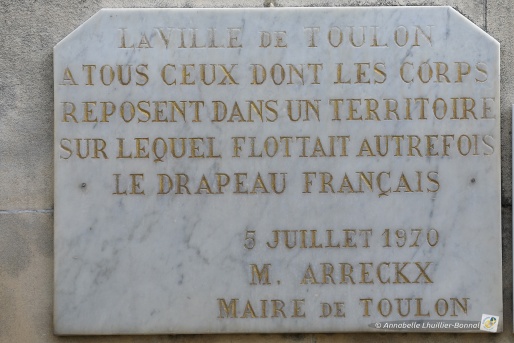 LA VILLE DE TOULON
A TOUS CEUX DONT LES CORPS
REPOSENT DANS UN TERRITOIRE
SUR LEQUEL FLOTTAIT AUTREFOIS
LE DRAPEAU FRANÇAIS
5 JUILLET 1970
M. ARRECKX
MAIRE DE TOULON
© Annabelle Lhuillier-Bonnal